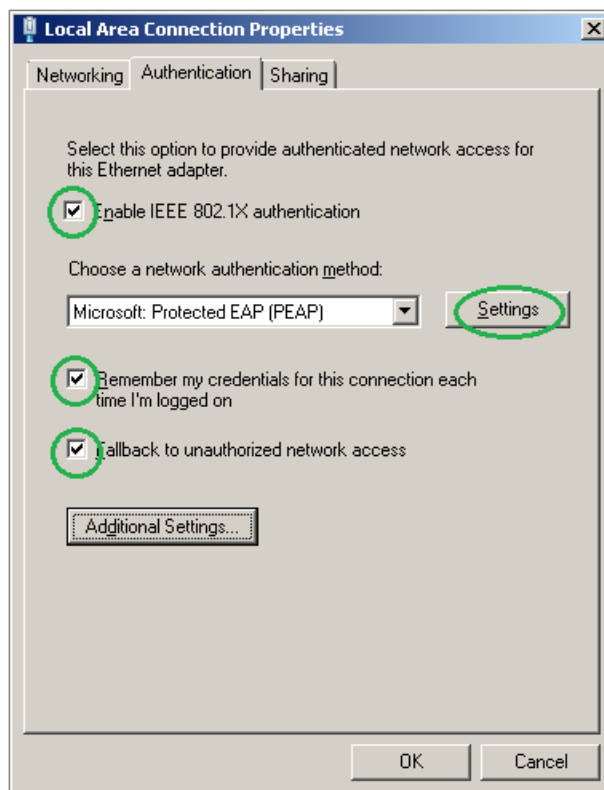 Local Area Connection Properties
Networking Authentication Sharing
Select this option to provide authenticated network access for
this Ethernet adapter.
Enable IEEE 802.1X authentication
Choose a network authentication method:
Microsoft: Protected EAP (PEAP) Settings
Remember my credentials for this connection each
time I'm logged on
Fallback to unauthorized network access
Additional Settings...
OK Cancel